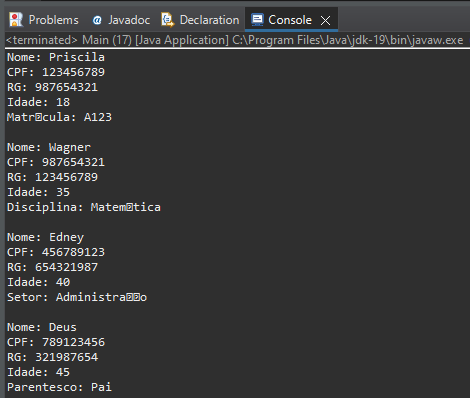 Problems Javadoc Declaration Console
<terminated> Main (17) [Java Application] C:\Program Files\Java\jdk-19\bin\javaw.exe
Nome: Priscila
CPF: 123456789
RG: 987654321
Idade: 18
Matr�cula: A123
Nome: Wagner
CPF: 987654321
RG: 123456789
Idade: 35
Disciplina: Matem�tica
Nome: Edney
CPF: 456789123
RG: 654321987
Idade: 40
Setor: Administra��o
Nome: Deus
CPF: 789123456
RG: 321987654
Idade: 45
Parentesco: Pai